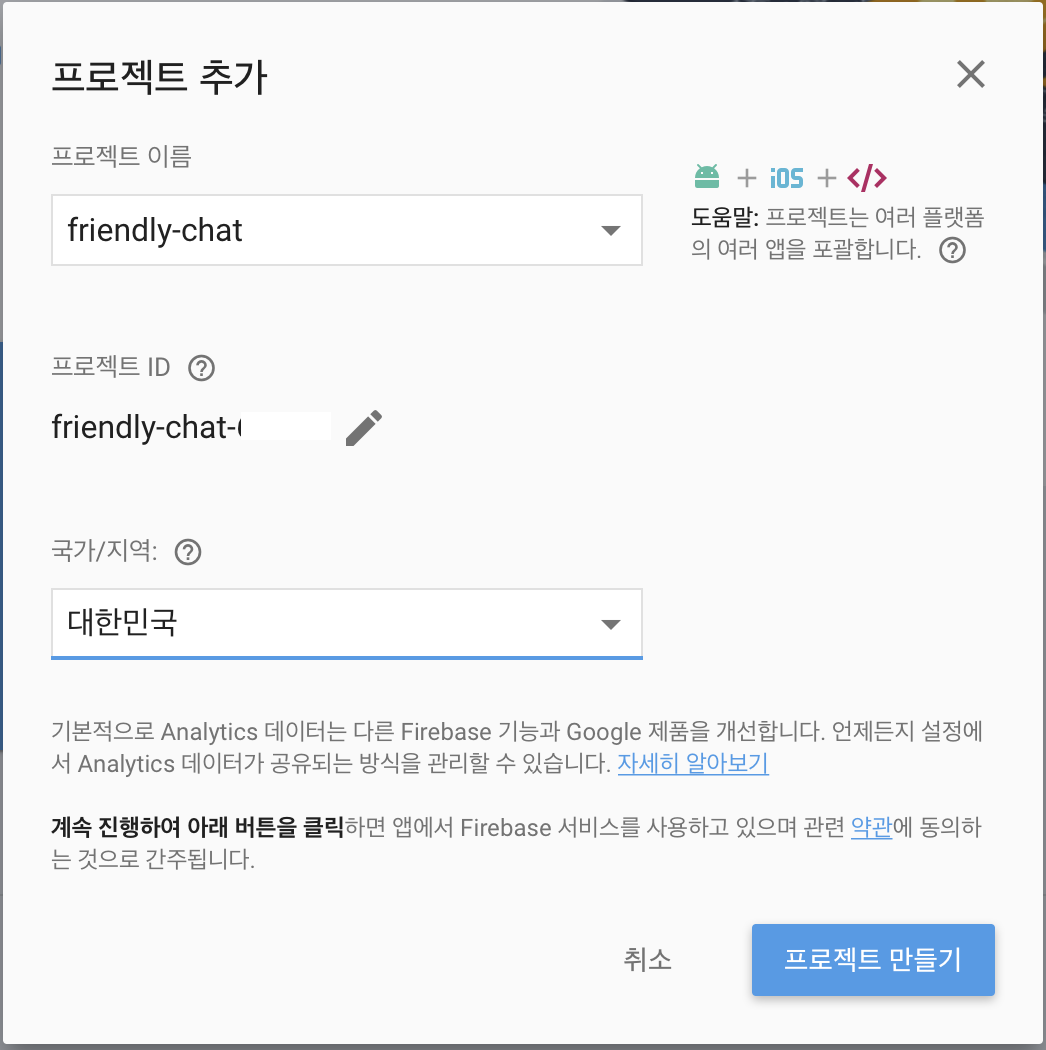 프로젝트 추가
프로젝트 이름
friendly-chat
+ iOS + </>
도움말: 프로젝트는 여러 플랫폼
의 여러 앱을 포괄합니다.
프로젝트 ID
friendly-chat-
국가/지역:
대한민국
기본적으로 Analytics 데이터는 다른 Firebase 기능과 Google 제품을 개선합니다. 언제든지 설정에
서 Analytics 데이터가 공유되는 방식을 관리할 수 있습니다. 자세히 알아보기
계속 진행하여 아래 버튼을 클릭하면 앱에서 Firebase 서비스를 사용하고 있으며 관련 약관에 동의하
는 것으로 간주됩니다.
취소
프로젝트 만들기